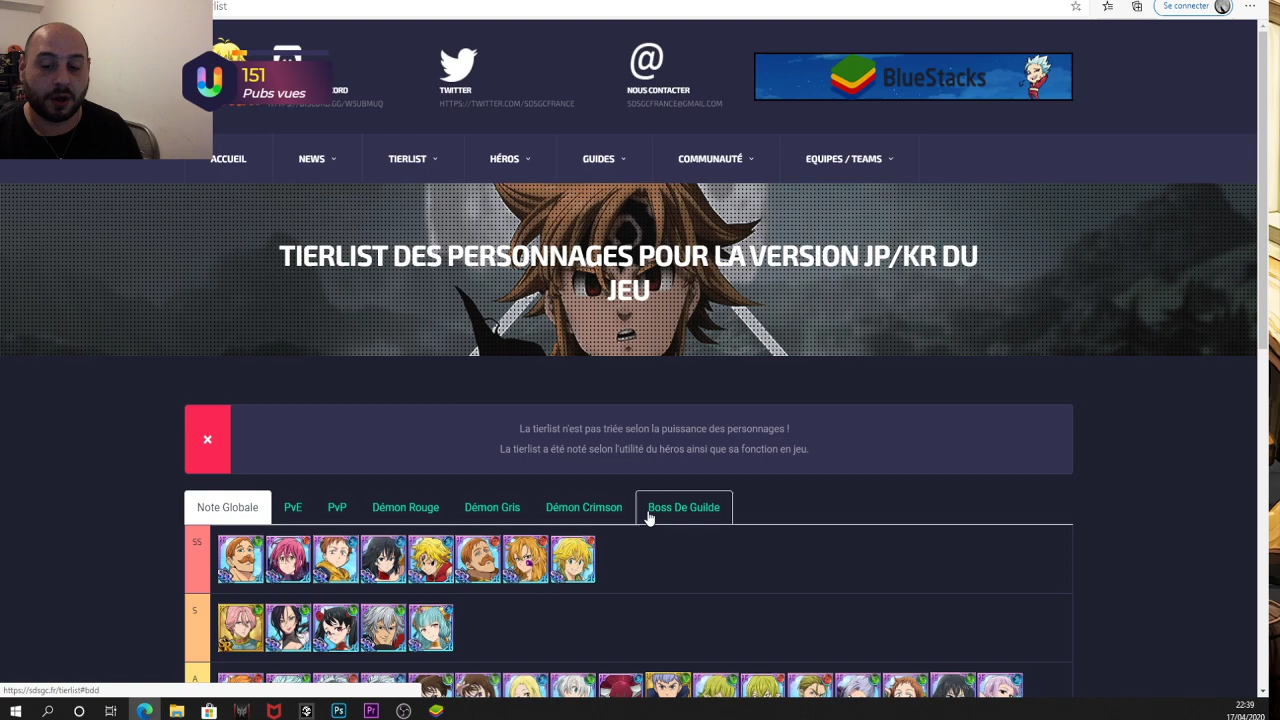 rlist
Se connecter
151
Pubs vues
ORD
TWITTER
HTTPS://TWITTER.COM/SDSGCFRANCE
NOUS CONTACTER
SDSGCFRANCE@GMAIL.COM
BlueStacks
ACCUEIL
NEWS
TIERLIST
HÉROS
GUIDES
COMMUNAUTÉ
EQUIPES / TEAMS
TIERLIST DES PERSONNAGES POUR LA VERSION JP/KR DU
JEU
La tierlist n'est pas triée selon la puissance des personnages !
La tierlist a été noté selon l'utilité du héros ainsi que sa fonction en jeu.
Note Globale
PvE
PvP
Démon Rouge
Démon Gris
Démon Crimson
Boss De Guilde
SS
S
A
https://sdsgc.fr/tierlist#bdd
22:39
17/04/2020